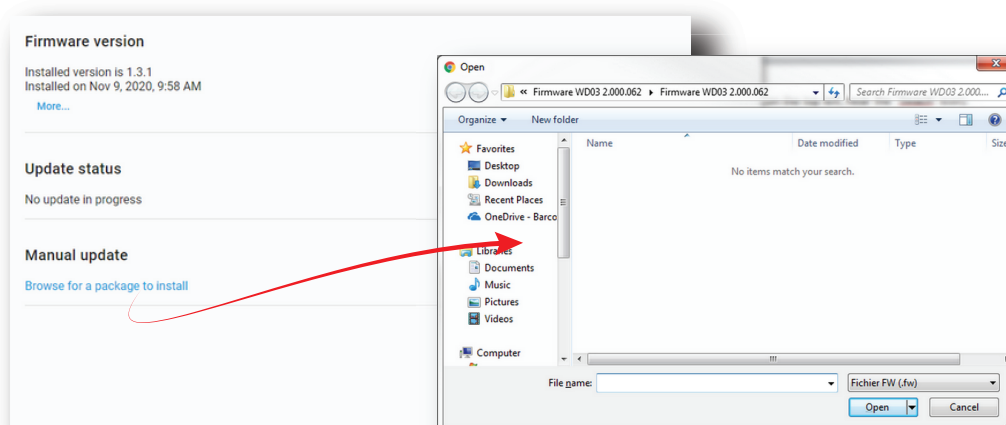 Firmware version
Installed version is 1.3.1
Installed on Nov 9, 2020, 9:58 AM
More...
Update status
No update in progress
Manual update
Browse for a package to install
Open
« Firmware WD03 2.000.062 ▸ Firmware WD03 2.000.062
Search Firmware WD03 2.000....
Organize
New folder
Name
Date modified
Type
Size
No items match your search.
Favorites
Desktop
Downloads
Recent Places
OneDrive - Barco
Libraries
Documents
Music
Pictures
Videos
Computer
File name:
Fichier FW (.fw)
Open
Cancel